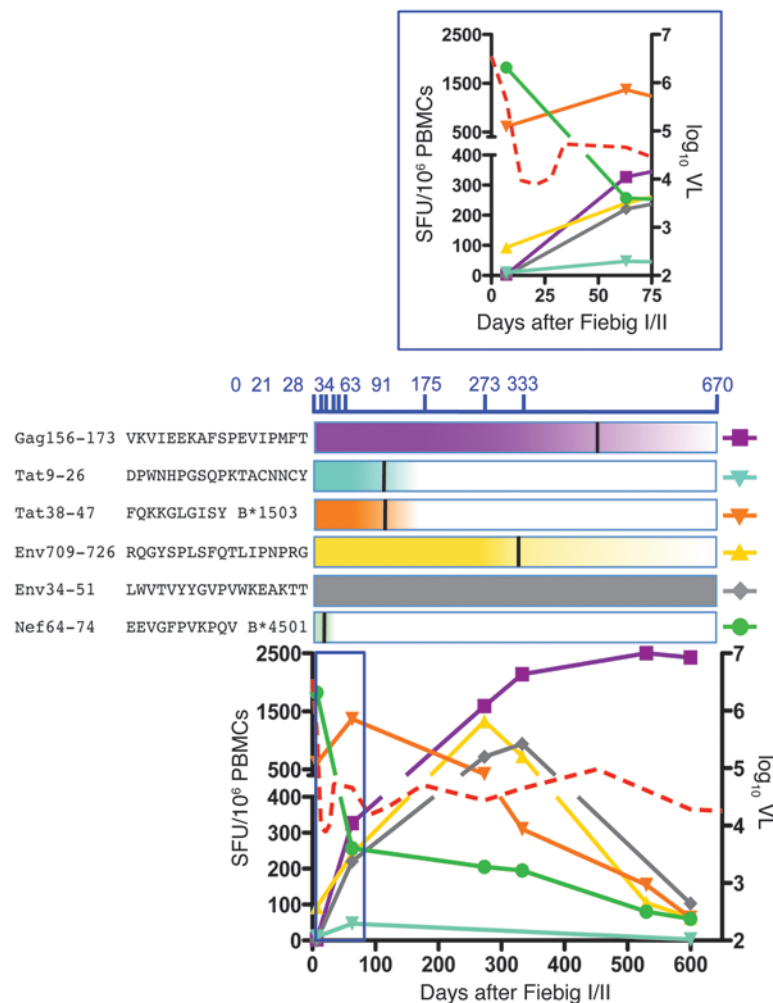 2500
1500
500
400
300
200
100
0
SFU/10⁶ PBMCs
7
6
5
4
3
2
log₁₀ VL
0 25 50 75
Days after Fiebig I/II
0 21 28 34 63 91 175 273 333 670
Gag156-173 VKVIEEKAFSPEVIPMFT
Tat9-26 DPWNHPGSQPKTACNNCY
Tat38-47 FQKKGLGISY B*1503
Env709-726 RQGYSPLSFQTLIPNPRG
Env34-51 LWVTVYYGVPVWKEAKTT
Nef64-74 EEVGFPVKPQV B*4501
2500
1500
500
400
300
200
100
0
SFU/10⁶ PBMCs
7
6
5
4
3
2
log₁₀ VL
0 100 200 300 400 500 600
Days after Fiebig I/II